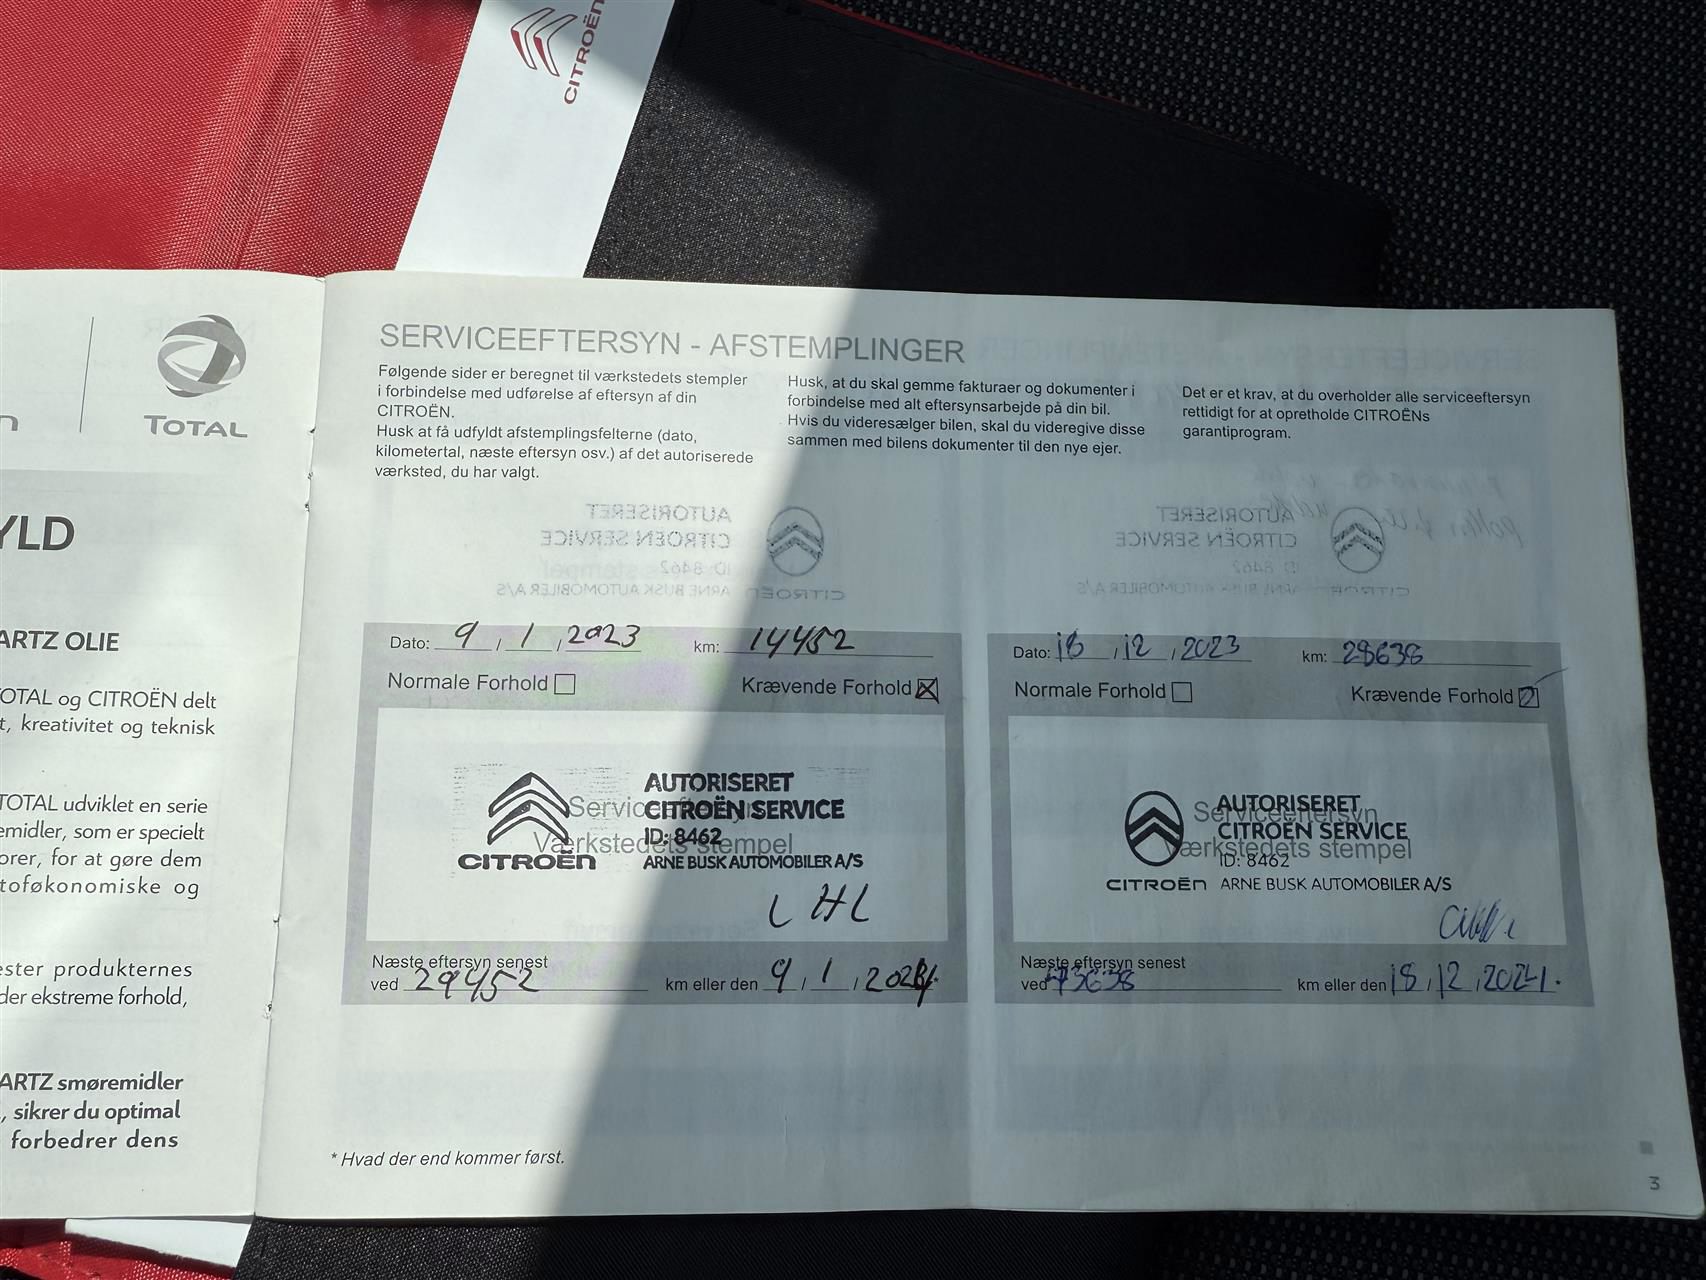 CITROËN
TOTAL
YLD
ARTZ OLIE
TOTAL og CITROËN delt
t, kreativitet og teknisk
TOTAL udviklet en serie
emidler, som er specielt
orer, for at gøre dem
toføkonomiske og
ester produkternes
der ekstreme forhold,
ARTZ smøremidler
, sikrer du optimal
forbedrer dens
SERVICEEFTERSYN - AFSTEMPLINGER
Følgende sider er beregnet til værkstedets stempler
i forbindelse med udførelse af eftersyn af din
CITROËN.
Husk at få udfyldt afstemplingsfelterne (dato,
kilometertal, næste eftersyn osv.) af det autoriserede
værksted, du har valgt.
Husk, at du skal gemme fakturaer og dokumenter i
forbindelse med alt eftersynsarbejde på din bil.
Hvis du videresælger bilen, skal du videregive disse
sammen med bilens dokumenter til den nye ejer.
Det er et krav, at du overholder alle serviceeftersyn
rettidigt for at opretholde CITROËNs
garantiprogram.
Dato: 9 / 1 / 2023 km: 14452
Normale Forhold Krævende Forhold
Serviceeftersyn
Værkstedets stempel
AUTORISERET
CITROËN SERVICE
ID: 8462
CITROËN ARNE BUSK AUTOMOBILER A/S
LHL
Næste eftersyn senest
ved 29452 km eller den 9 / 1 / 2024.
Dato: 18 / 12 / 2023 km: 28638
Normale Forhold Krævende Forhold
Serviceeftersyn
Værkstedets stempel
AUTORISERET
CITROËN SERVICE
ID: 8462
CITROËN ARNE BUSK AUTOMOBILER A/S
Næste eftersyn senest
ved 43638 km eller den 18 / 12 / 2024.
* Hvad der end kommer først.
3